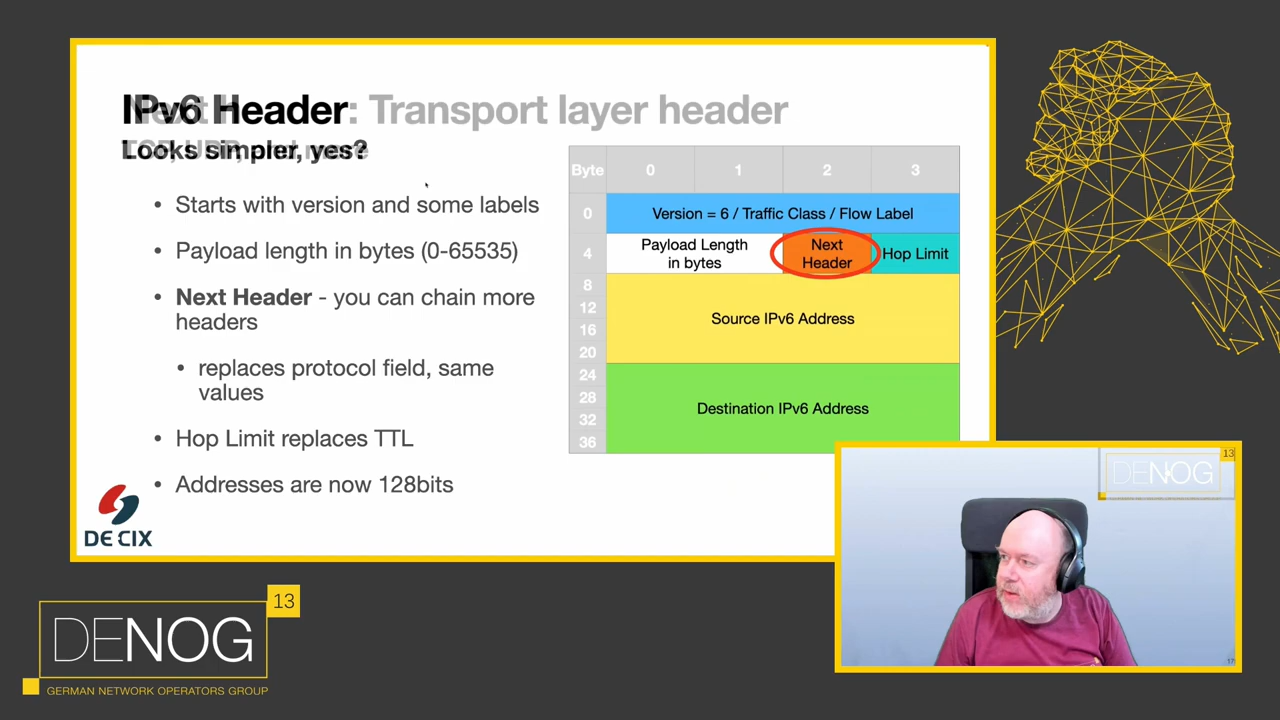 IPv6 Header: Transport layer header
Looks simpler, yes?
• Starts with version and some labels
• Payload length in bytes (0-65535)
• Next Header - you can chain more
headers
• replaces protocol field, same
values
• Hop Limit replaces TTL
• Addresses are now 128bits
DE CIX
Byte 0 1 2 3
0 Version = 6 / Traffic Class / Flow Label
4 Payload Length
in bytes
Next
Header
Hop Limit
8
12
16
20
Source IPv6 Address
24
28
32
36
Destination IPv6 Address
DENOG
13
17
DENOG
13
GERMAN NETWORK OPERATORS GROUP